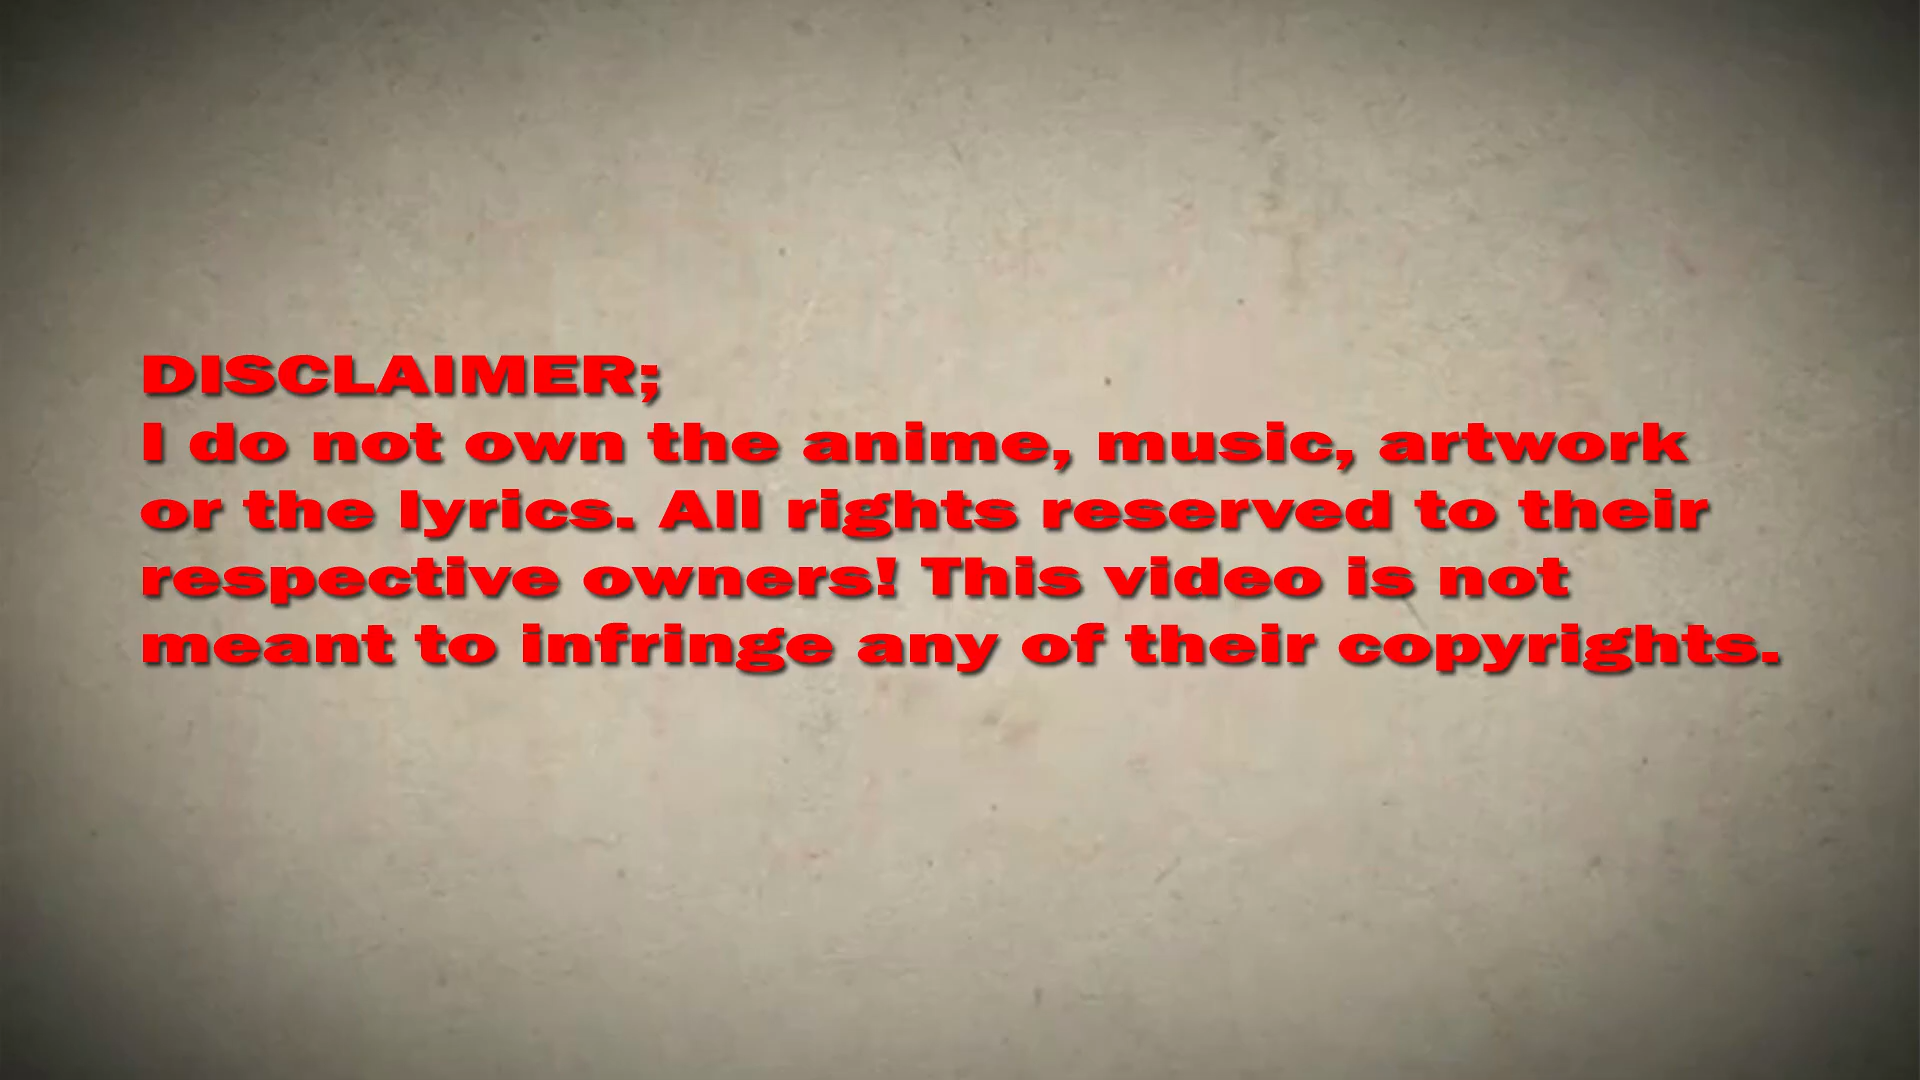 DISCLAIMER;
I do not own the anime, music, artwork
or the lyrics. All rights reserved to their
respective owners! This video is not
meant to infringe any of their copyrights.